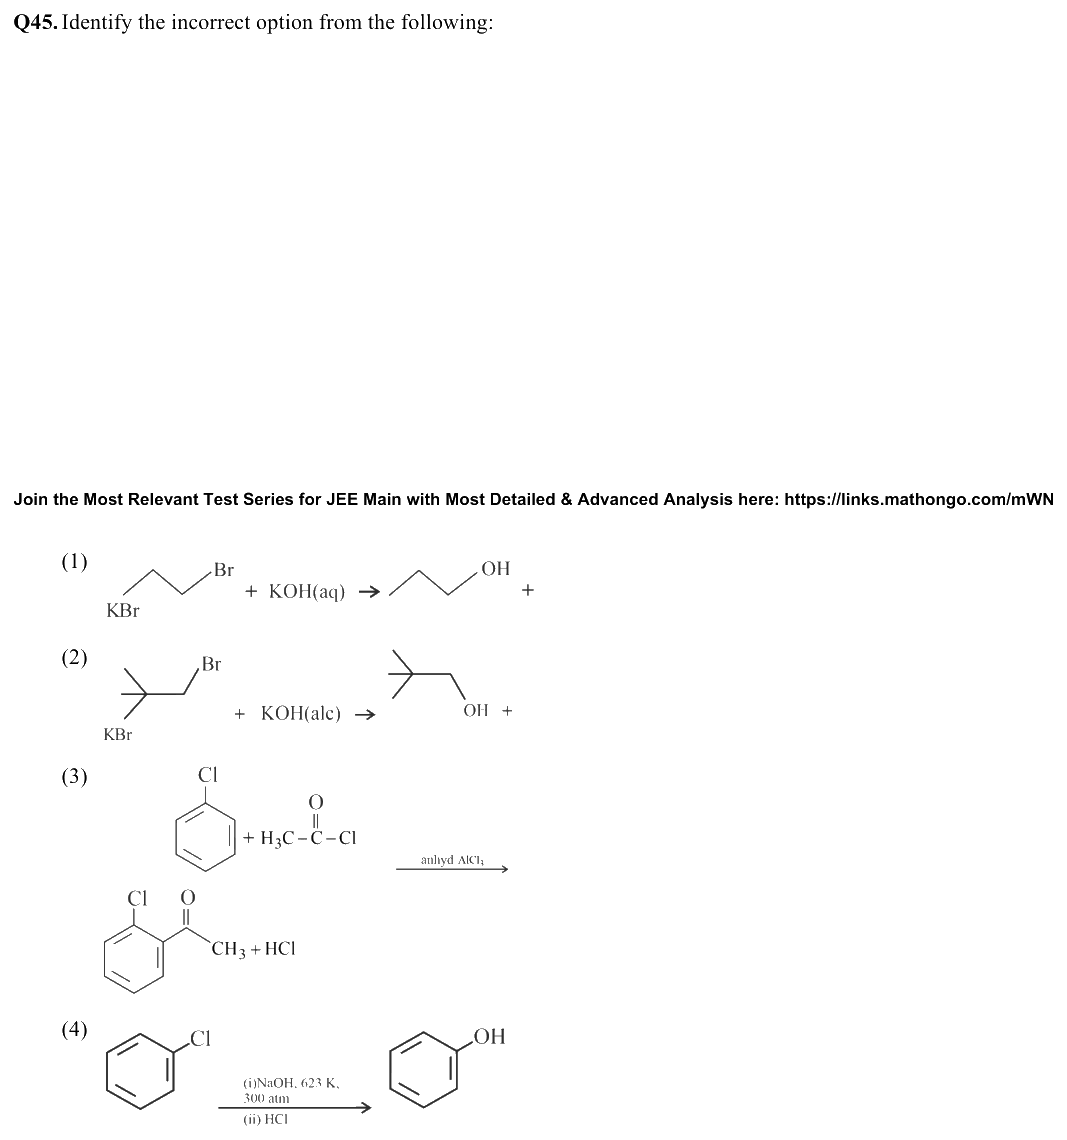 Q45. Identify the incorrect option from the following:
Join the Most Relevant Test Series for JEE Main with Most Detailed & Advanced Analysis here: https://links.mathongo.com/mWN
(1)
Br
+ KOH(aq) →
OH
+
KBr
(2)
Br
+ KOH(alc) →
OH +
KBr
(3)
Cl
O
+ H₃C–C–Cl
anhyd AlCl₃
Cl O
CH₃ + HCl
(4)
Cl
(i)NaOH, 623 K,
300 atm
(ii) HCl
OH